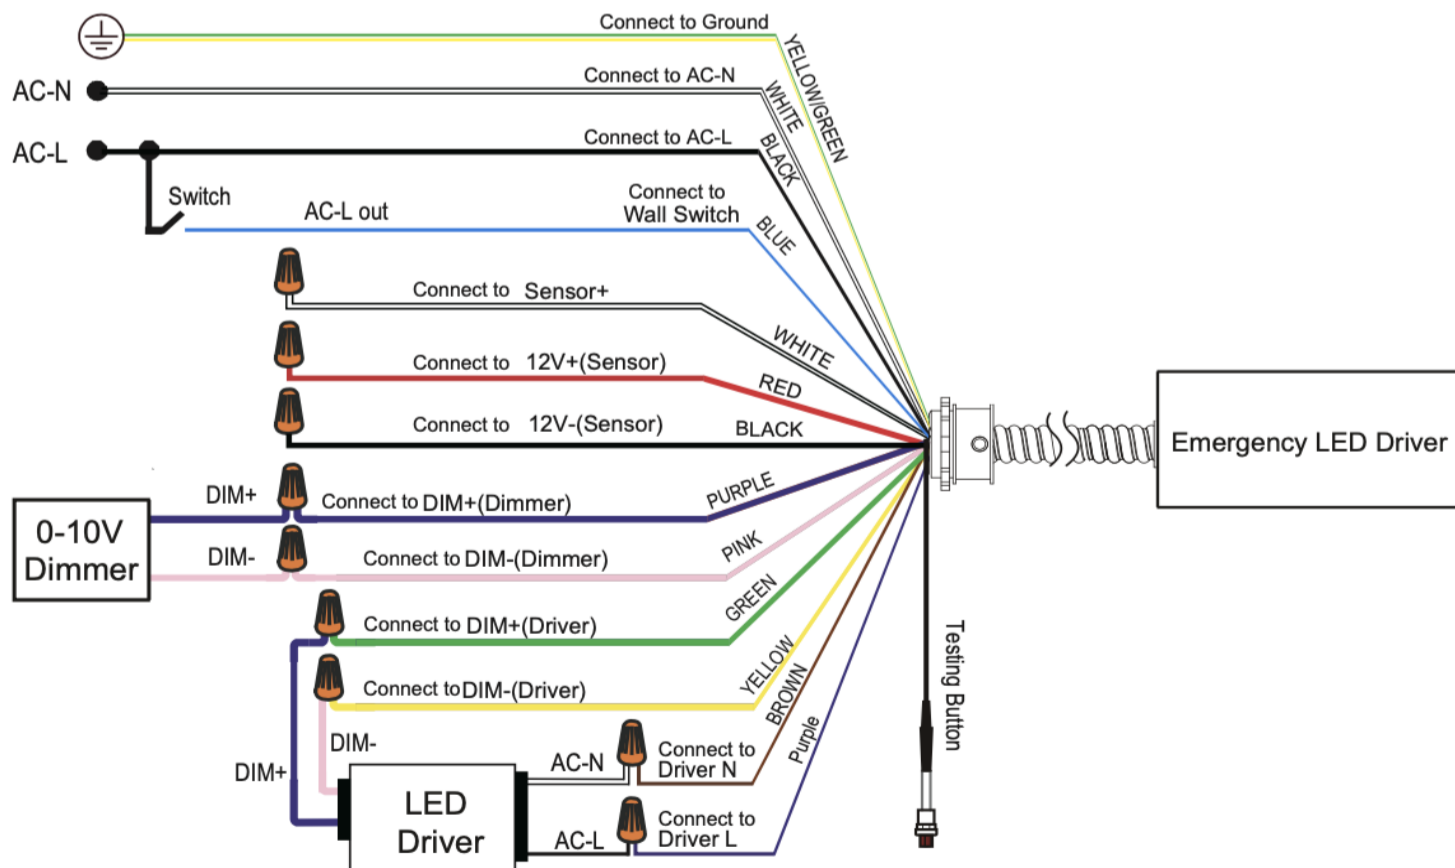 Connect to Ground
YELLOW/GREEN
AC-N
Connect to AC-N
WHITE
AC-L
Connect to AC-L
BLACK
Switch
AC-L out
Connect to
Wall Switch
BLUE
Connect to Sensor+
WHITE
Connect to 12V+(Sensor)
RED
Connect to 12V-(Sensor)
BLACK
Emergency LED Driver
0-10V
Dimmer
DIM+
Connect to DIM+(Dimmer)
PURPLE
DIM-
Connect to DIM-(Dimmer)
PINK
Connect to DIM+(Driver)
GREEN
Connect to DIM-(Driver)
YELLOW
BROWN
Purple
Testing Button
DIM-
DIM+
LED
Driver
AC-N
Connect to
Driver N
AC-L
Connect to
Driver L